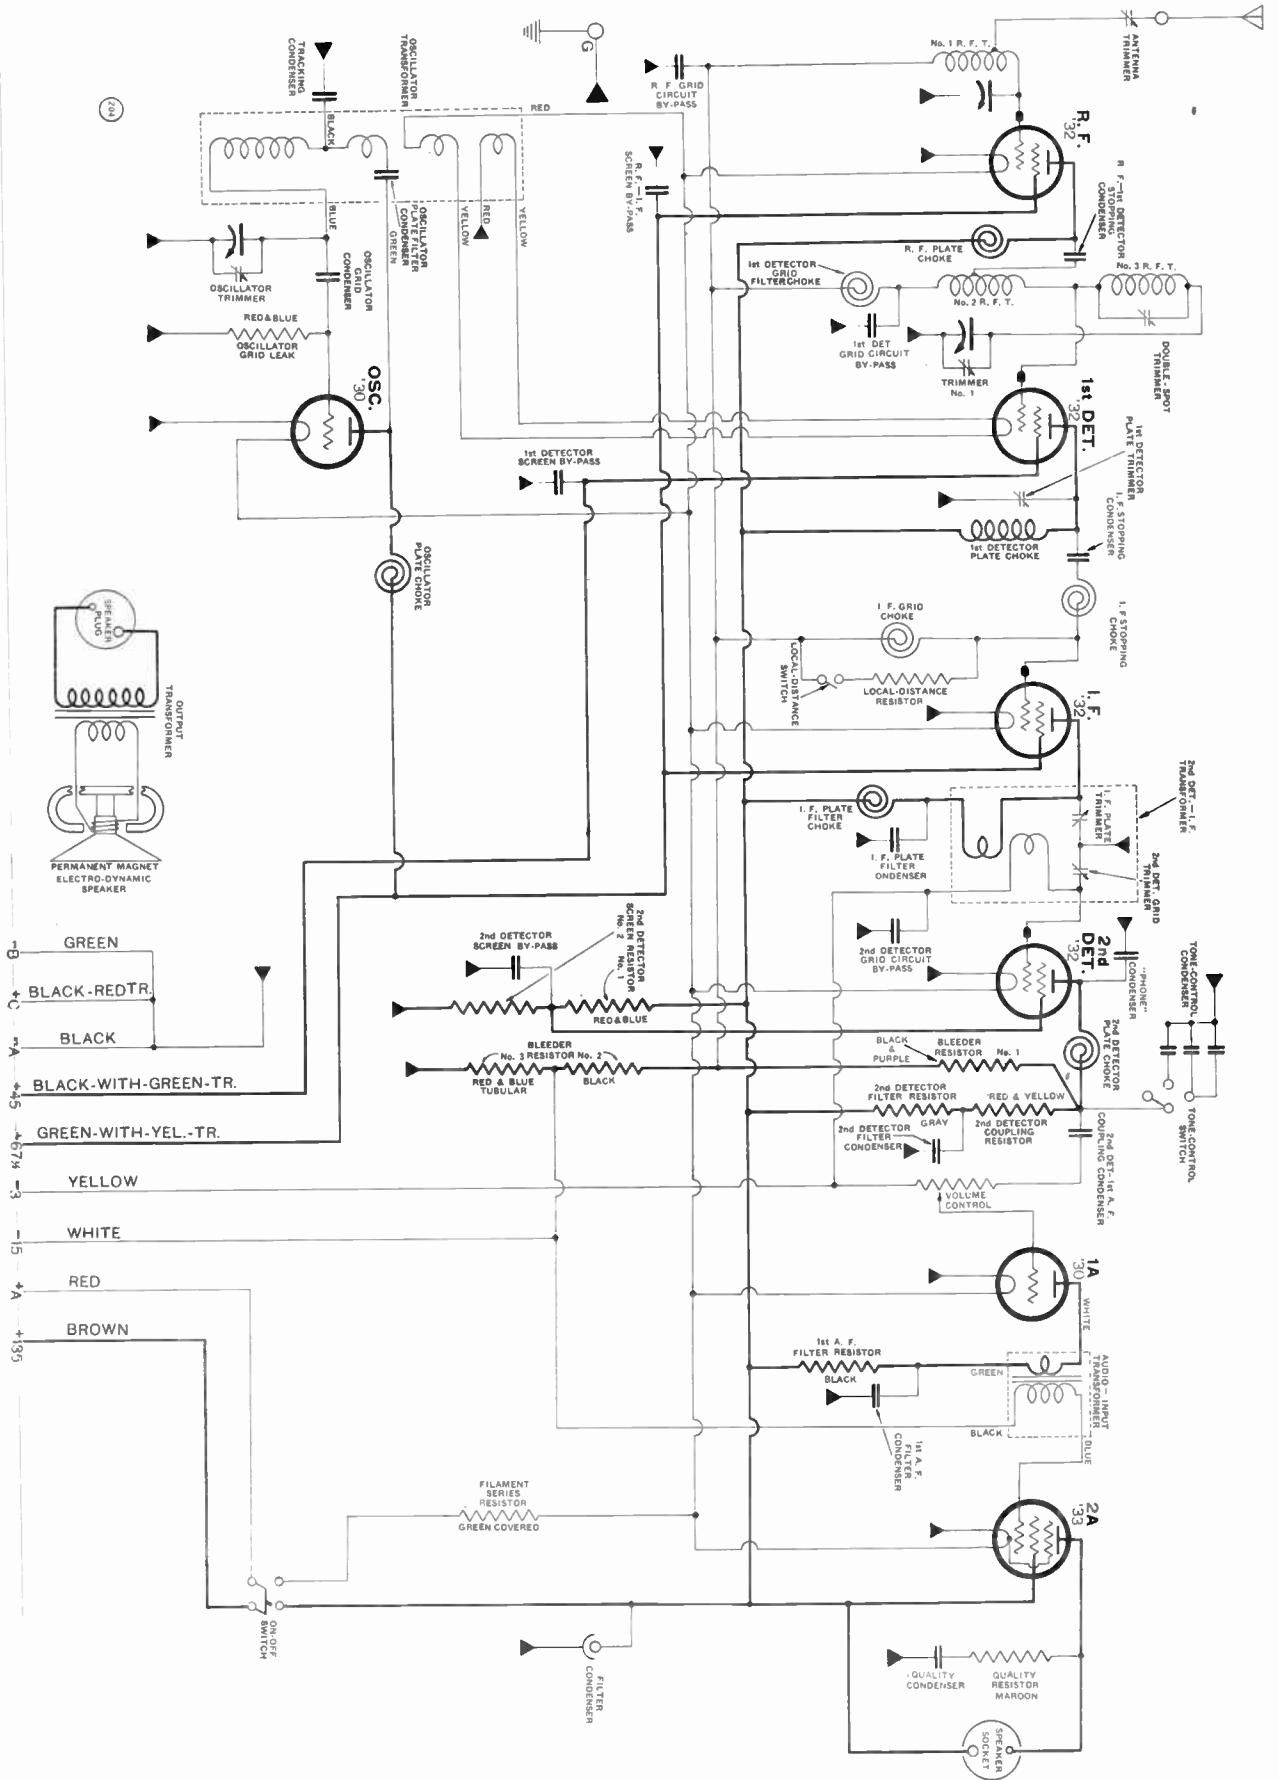 ANTENNA
TRIMMER
No. 1 R. F. T.
G
R F GRID
CIRCUIT
BY-PASS
TRACKING
CONDENSER
OSCILLATOR
TRANSFORMER
204
BLACK
RED
R. F.
'32
R. F.—I. F.
SCREEN BY-PASS
R. F.—1st DETECTOR
STOPPING
CONDENSER
BLUE
OSCILLATOR
PLATE FILTER
CONDENSER
GREEN
YELLOW
RED
YELLOW
R. F. PLATE
CHOKE
1st DETECTOR
GRID
FILTERCHOKE
No. 2 R. F. T.
No. 3 R. F. T.
OSCILLATOR
GRID
CONDENSER
OSCILLATOR
TRIMMER
RED&BLUE
OSCILLATOR
GRID LEAK
1st DET
GRID CIRCUIT
BY-PASS
TRIMMER
No. 1
DOUBLE-SPOT
TRIMMER
OSC.
'30
1st DET.
'32
1st DETECTOR
PLATE TRIMMER
1st DETECTOR
SCREEN BY-PASS
I. F. STOPPING
CONDENSER
1st DETECTOR
PLATE CHOKE
OSCILLATOR
PLATE CHOKE
I. F. GRID
CHOKE
I. F STOPPING
CHOKE
SPEAKER
PLUG
LOCAL-DISTANCE
SWITCH
LOCAL-DISTANCE
RESISTOR
I. F.
'32
OUTPUT
TRANSFORMER
2nd DET.—I. F.
TRANSFORMER
I. F. PLATE
TRIMMER
I. F. PLATE
FILTER
CHOKE
I. F. PLATE
FILTER
ONDENSER
2nd DET. GRID
TRIMMER
PERMANENT MAGNET
ELECTRO-DYNAMIC
SPEAKER
2nd DETECTOR
SCREEN BY-PASS
2nd DETECTOR
SCREEN RESISTOR
No. 2
No. 1
RED&BLUE
2nd DETECTOR
GRID CIRCUIT
BY-PASS
2nd
DET.
'32
"PHONE"
CONDENSER
TONE-CONTROL
CONDENSER
-B
GREEN
+C
BLACK-REDTR.
-A
BLACK
BLEEDER
No. 3 RESISTOR No. 2
RED & BLUE
TUBULAR
BLACK
BLACK
&
PURPLE
BLEEDER
RESISTOR No. 1
2nd DETECTOR
PLATE CHOKE
+45
BLACK-WITH-GREEN-TR.
2nd DETECTOR
FILTER RESISTOR
GRAY
RED & YELLOW
2nd DETECTOR
COUPLING
RESISTOR
2nd DETECTOR
FILTER
CONDENSER
TONE-CONTROL
SWITCH
+67½
GREEN-WITH-YEL.-TR.
2nd DET-1st A. F.
COUPLING CONDENSER
-3
YELLOW
VOLUME
CONTROL
-15
WHITE
+A
RED
1A
'30
WHITE
+135
BROWN
1st A. F.
FILTER RESISTOR
BLACK
GREEN
AUDIO-INPUT
TRANSFORMER
BLACK
BLUE
1st A. F.
FILTER
CONDENSER
FILAMENT
SERIES
RESISTOR
GREEN COVERED
2A
'33
ON-OFF
SWITCH
FILTER
CONDENSER
QUALITY
CONDENSER
QUALITY
RESISTOR
MAROON
SPEAKER
SOCKET